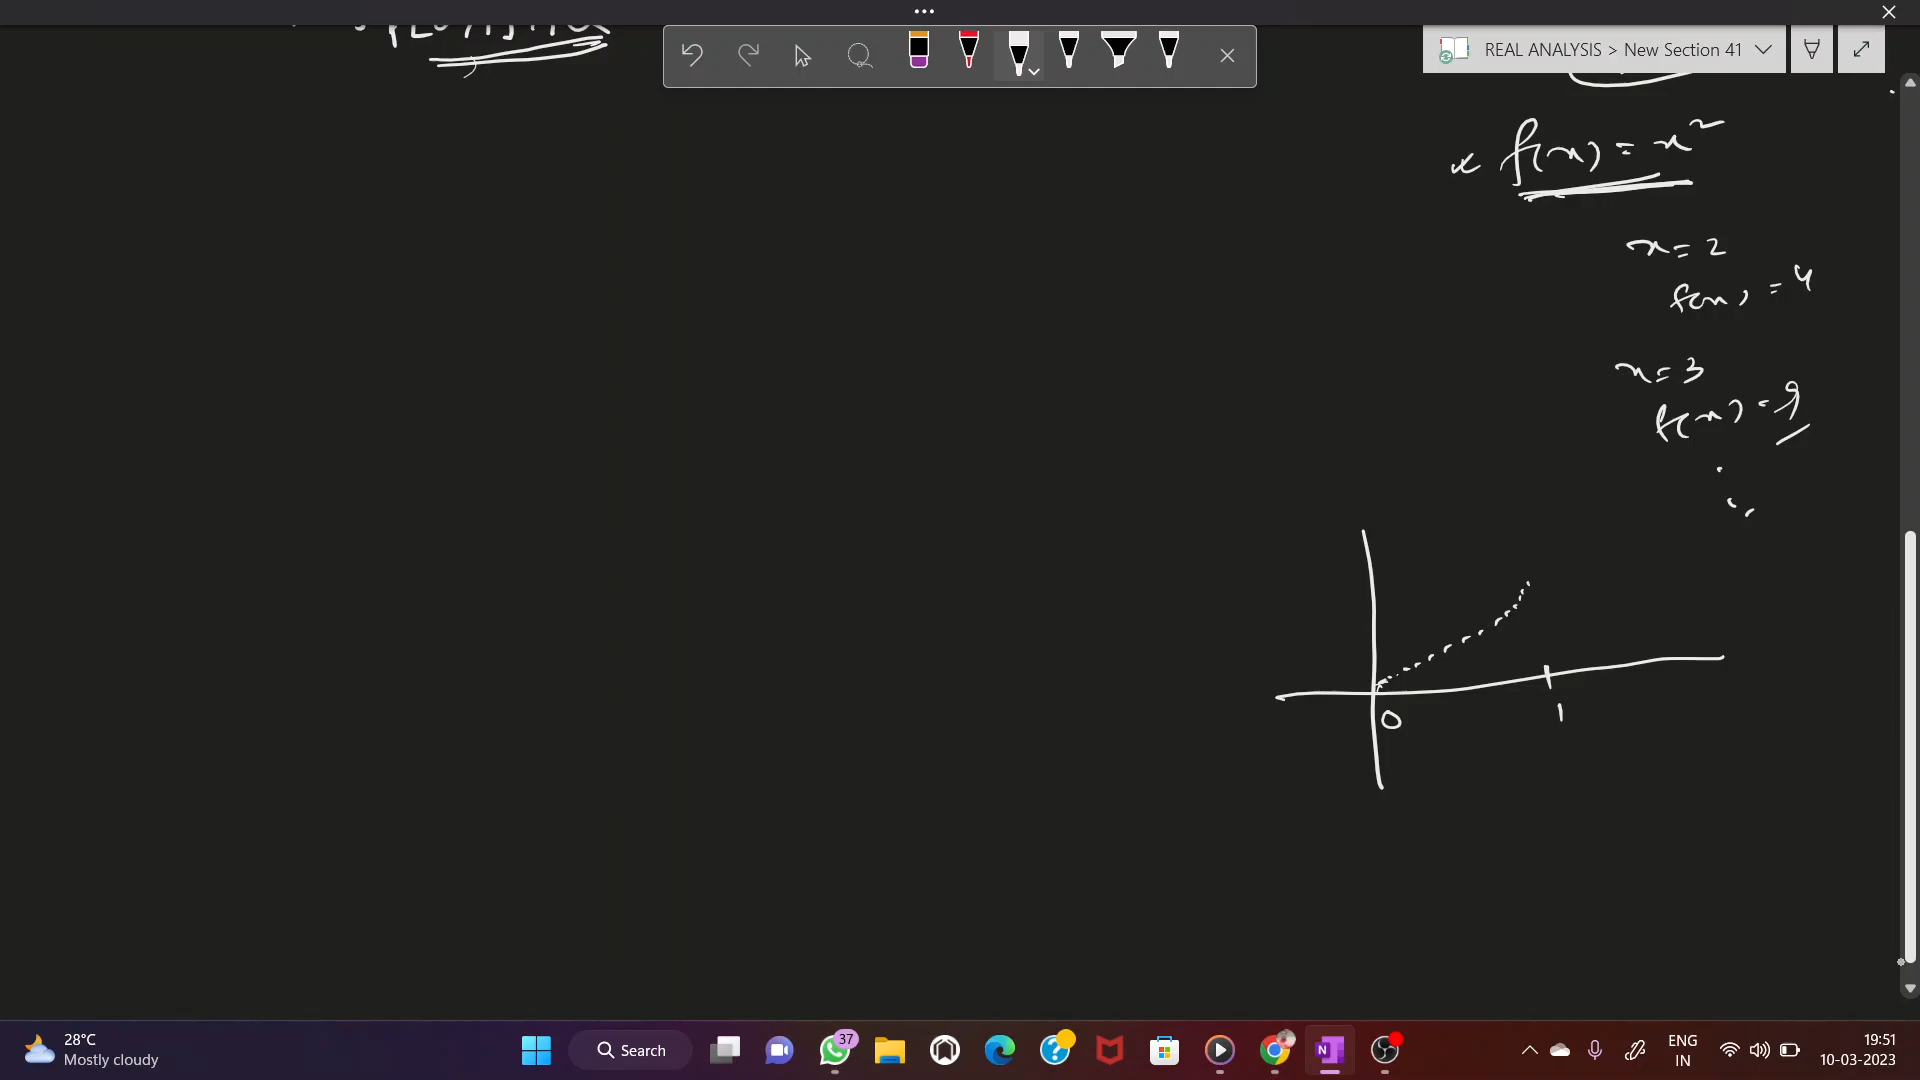 REAL ANALYSIS > New Section 41
x f(x) = x²
x = 2
f(x) = 4
x = 3
f(x) = 9
0
1
28°C
Mostly cloudy
Search
37
ENG
IN
19:51
10-03-2023